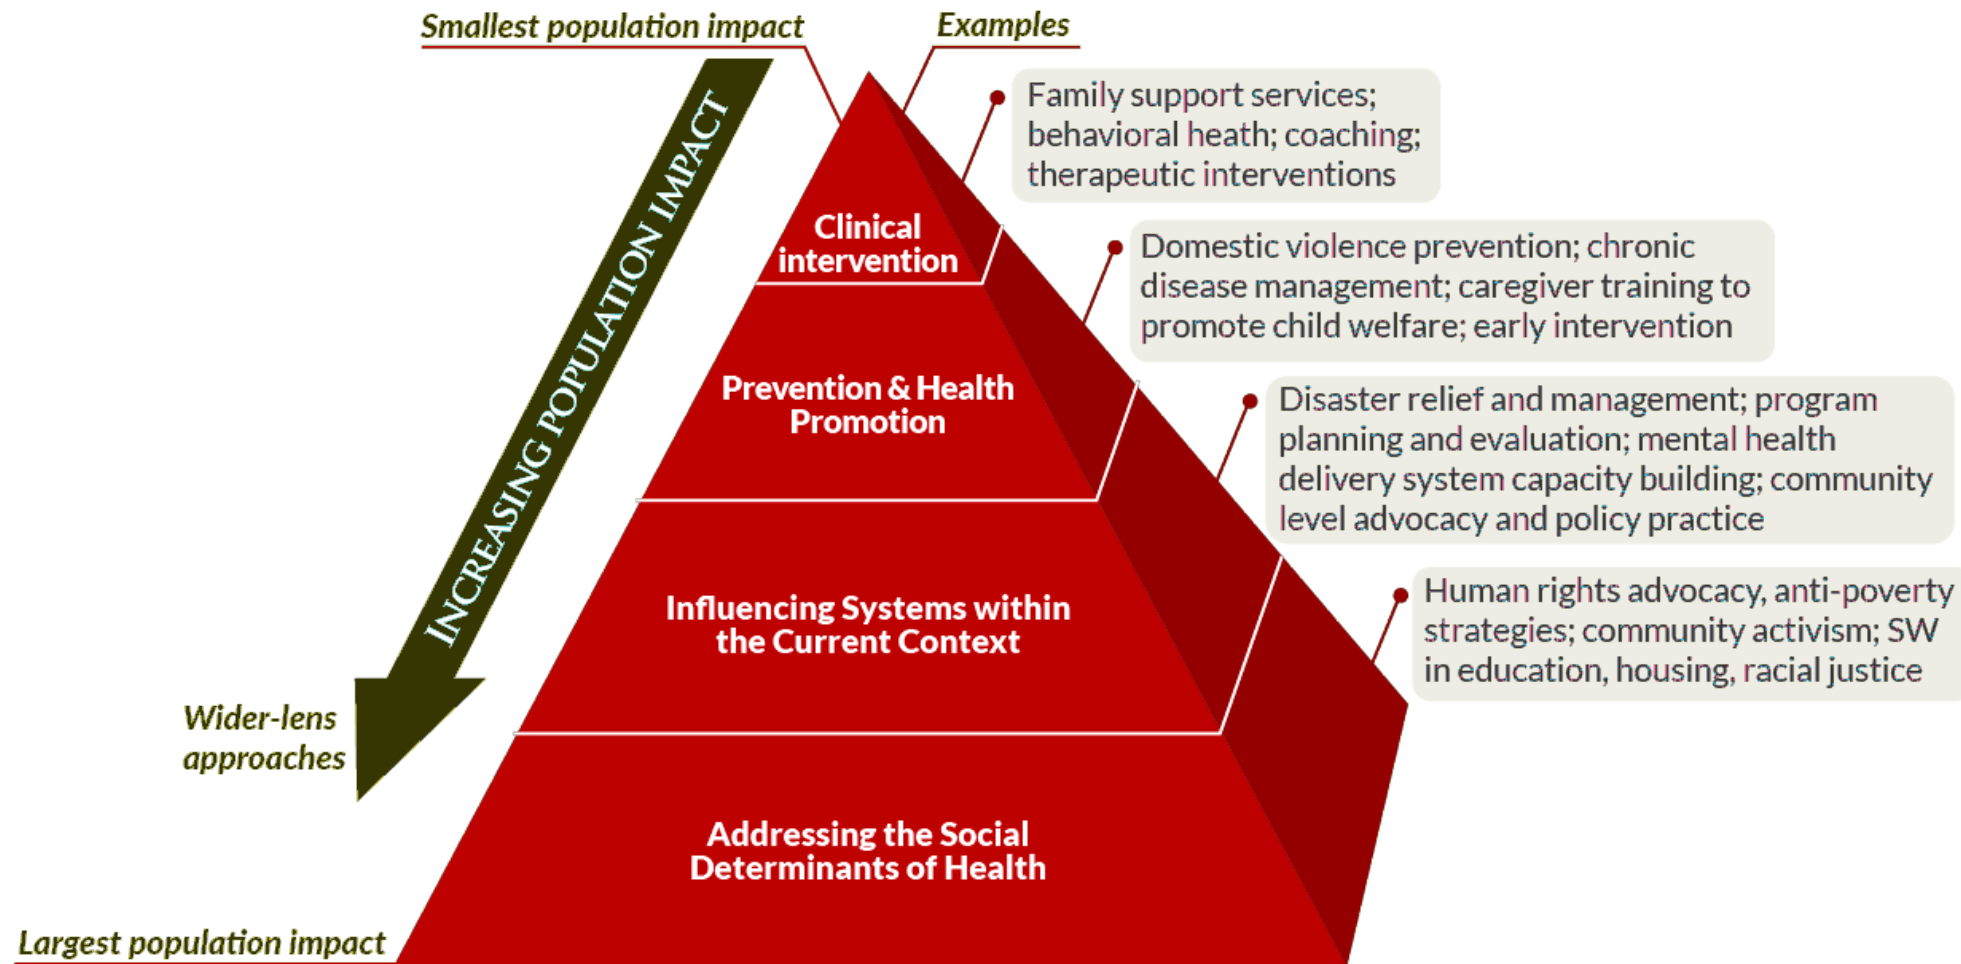 Smallest population impact
Examples
INCREASING POPULATION IMPACT
Family support services;
behavioral heath; coaching;
therapeutic interventions
Clinical
intervention
Domestic violence prevention; chronic
disease management; caregiver training to
promote child welfare; early intervention
Prevention & Health
Promotion
Disaster relief and management; program
planning and evaluation; mental health
delivery system capacity building; community
level advocacy and policy practice
Influencing Systems within
the Current Context
Human rights advocacy, anti-poverty
strategies; community activism; SW
in education, housing, racial justice
Wider-lens
approaches
Addressing the Social
Determinants of Health
Largest population impact